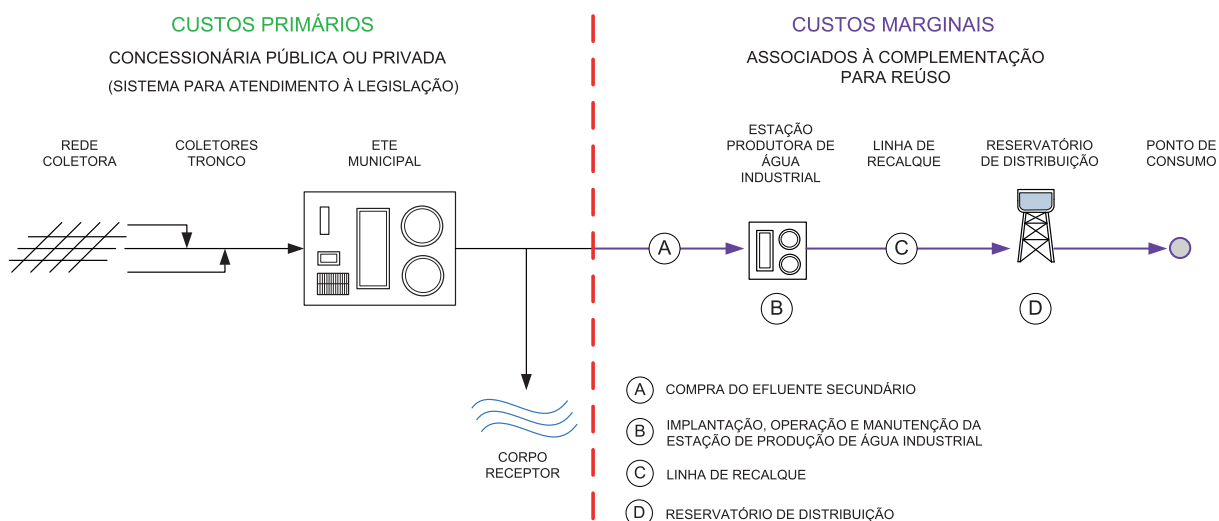 CUSTOS PRIMÁRIOS
CONCESSIONÁRIA PÚBLICA OU PRIVADA
(SISTEMA PARA ATENDIMENTO À LEGISLAÇÃO)
REDE
COLETORA
COLETORES
TRONCO
ETE
MUNICIPAL
CORPO
RECEPTOR
CUSTOS MARGINAIS
ASSOCIADOS À COMPLEMENTAÇÃO
PARA REÚSO
ESTAÇÃO
PRODUTORA DE
ÁGUA
INDUSTRIAL
LINHA DE
RECALQUE
RESERVATÓRIO
DE DISTRIBUIÇÃO
PONTO DE
CONSUMO
A
B
C
D
A COMPRA DO EFLUENTE SECUNDÁRIO
B IMPLANTAÇÃO, OPERAÇÃO E MANUTENÇÃO DA
ESTAÇÃO DE PRODUÇÃO DE ÁGUA INDUSTRIAL
C LINHA DE RECALQUE
D RESERVATÓRIO DE DISTRIBUIÇÃO